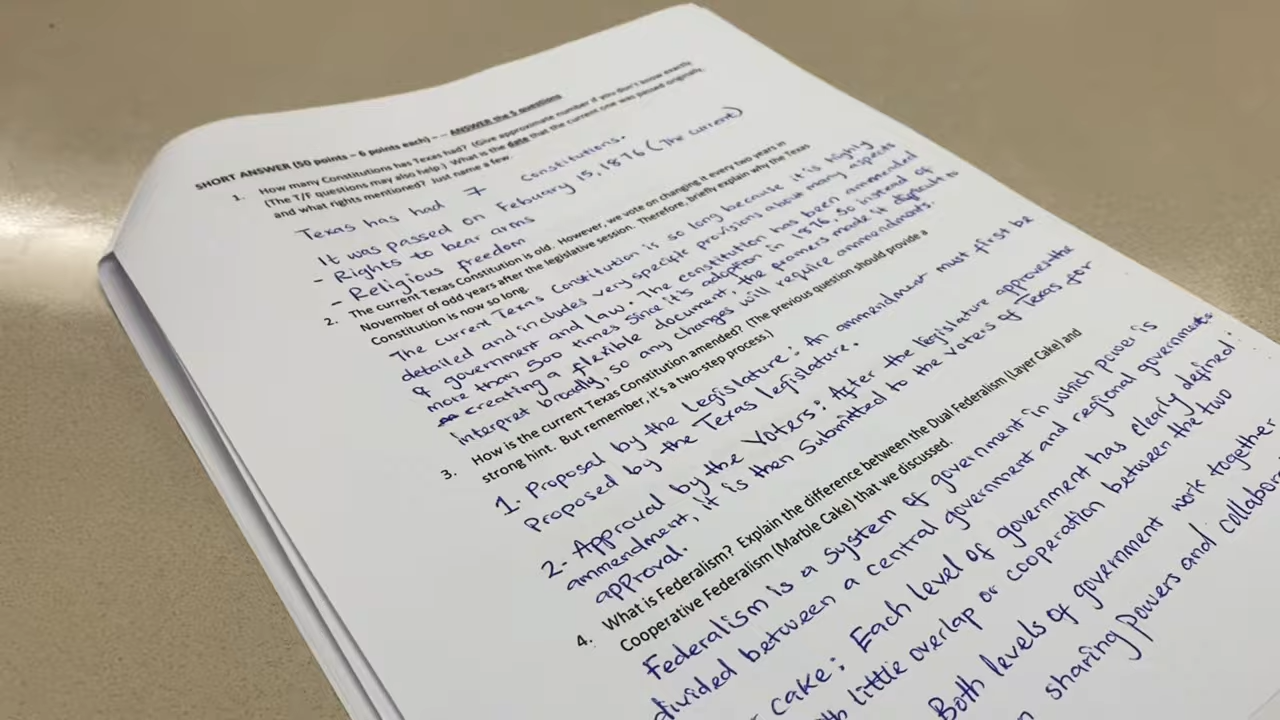 SHORT ANSWER (50 points – 6 points each) – – ANSWER the 5 questions
1. How many Constitutions has Texas had? (Give approximate number if you don't know exactly
(The T/F questions may also help.) What is the date that the current one was passed originally,
and what rights mentioned? Just name a few.
Texas has had 7 Constitutions.
It was passed on Febuary 15, 1876 (The current)
- Rights to bear arms
- Religious freedom
2. The current Texas Constitution is old. However, we vote on changing it every two years in
November of odd years after the legislative session. Therefore, briefly explain why the Texas
Constitution is now so long.
The current Texas Constitution is so long because it is highly
detailed and includes very specific provisions about many aspects
of government and law. The constitution has been ammended
more than 500 times since it's adoption in 1876. So instead of
creating a flexible document, the framers made it difficult to
interpret broadly, so any changes will require ammendments.
3. How is the current Texas Constitution amended? (The previous question should provide a
strong hint. But remember, it's a two-step process.)
1. Proposal by the Legislature: An ammendment must first be
Proposed by the Texas legislature.
2- Approval by the Voters: After the legislature approves the
ammendment, it is then Submitted to the voters of Texas for
approval.
4. What is Federalism? Explain the difference between the Dual Federalism (Layer Cake) and
Cooperative Federalism (Marble Cake) that we discussed.
Federalism is a system of government in which power is
divided between a central government and regional governments
cake: Each level of government has clearly defined
little overlap or cooperation between the two
Both levels of government work together
sharing powers and